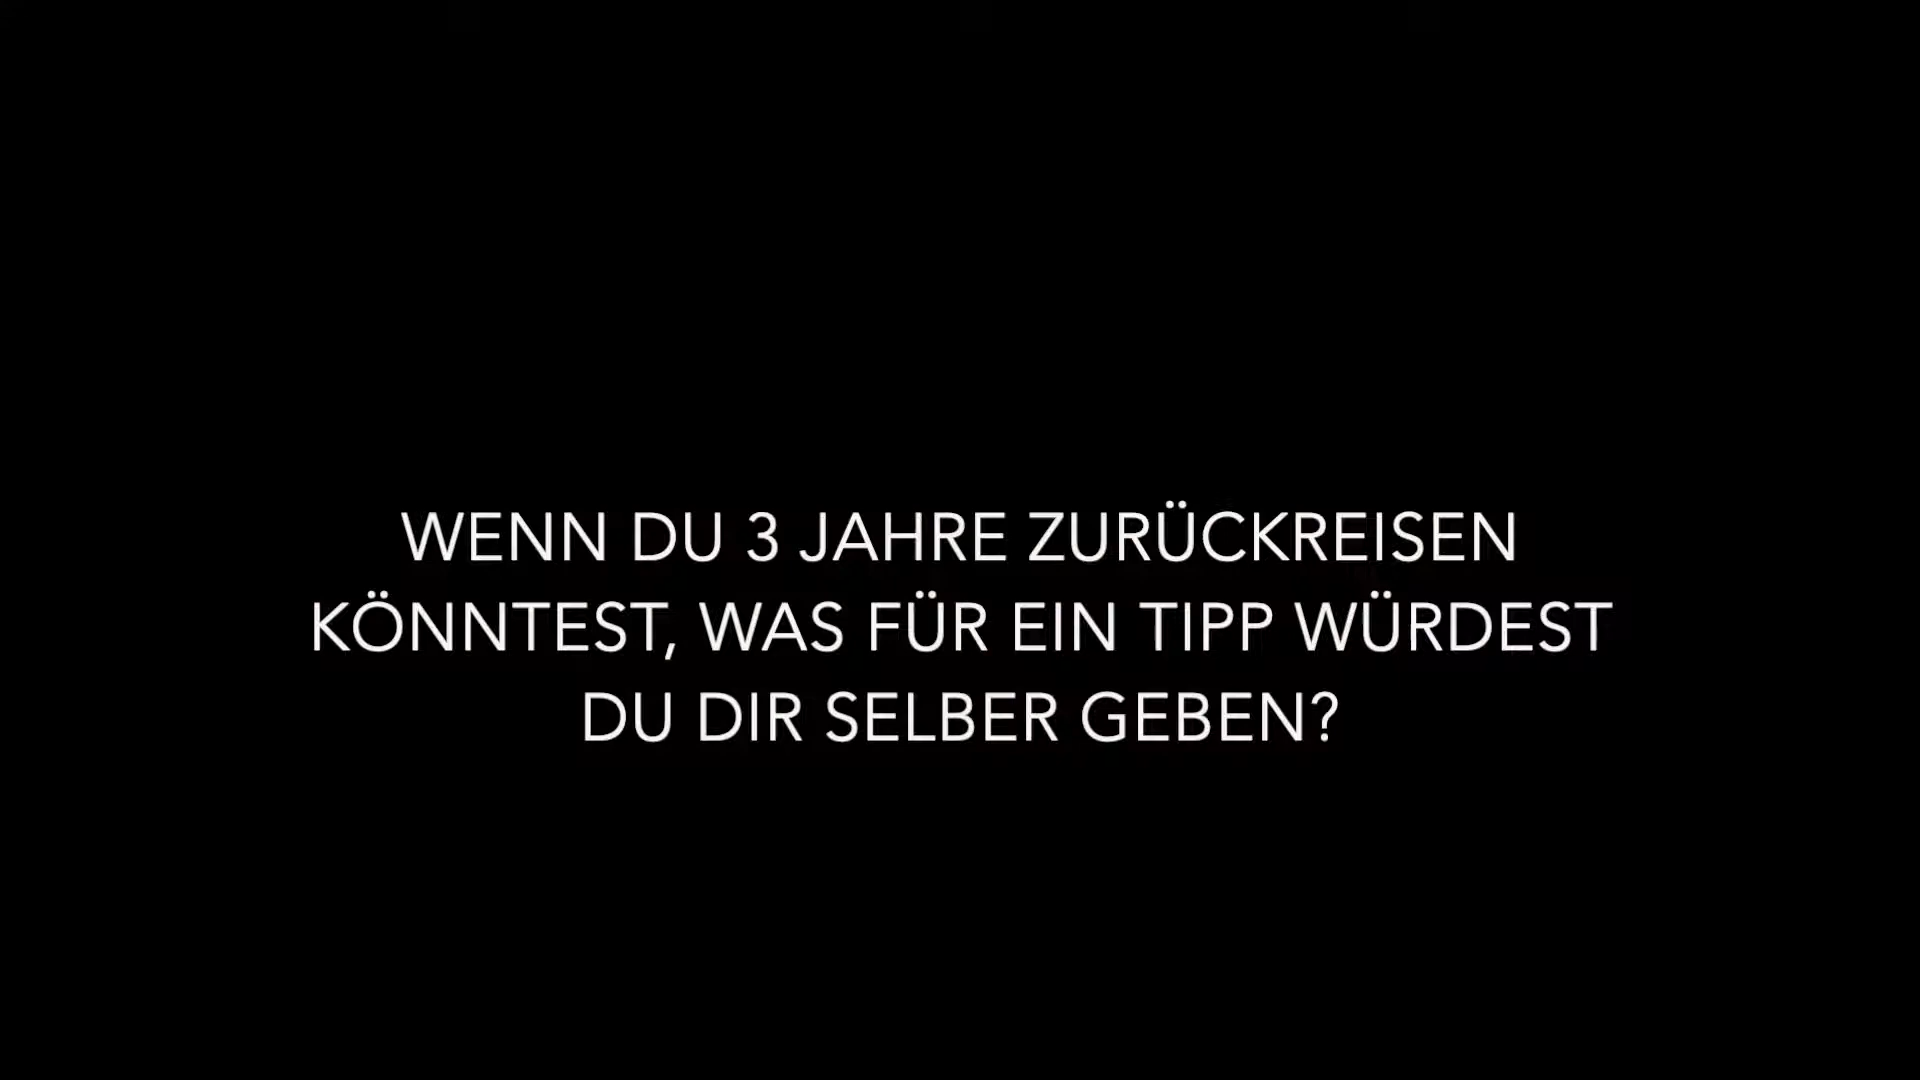 WENN DU 3 JAHRE ZURÜCKREISEN
KÖNNTEST, WAS FÜR EIN TIPP WÜRDEST
DU DIR SELBER GEBEN?